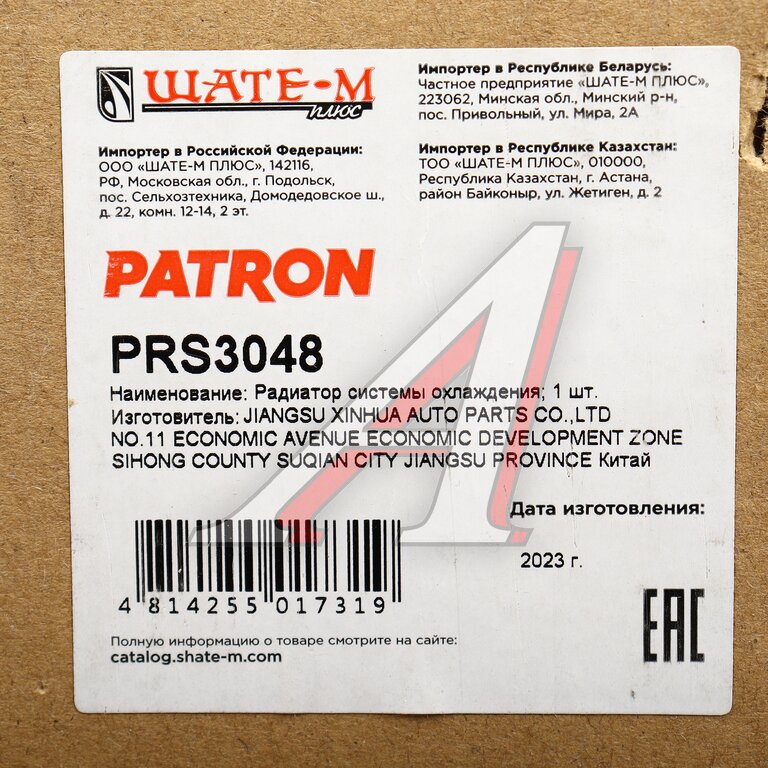 ШАТЕ-М
плюс
Импортер в Российской Федерации:
ООО «ШАТЕ-М ПЛЮС», 142116,
РФ, Московская обл., г. Подольск,
пос. Сельхозтехника, Домодедовское ш.,
д. 22, комн. 12-14, 2 эт.
Импортер в Республике Беларусь:
Частное предприятие «ШАТЕ-М ПЛЮС»,
223062, Минская обл., Минский р-н,
пос. Привольный, ул. Мира, 2А
Импортер в Республике Казахстан:
ТОО «ШАТЕ-М ПЛЮС», 010000,
Республика Казахстан, г. Астана,
район Байконыр, ул. Жетиген, д. 2
PATRON
PRS3048
Наименование: Радиатор системы охлаждения; 1 шт.
Изготовитель: JIANGSU XINHUA AUTO PARTS CO.,LTD
NO.11 ECONOMIC AVENUE ECONOMIC DEVELOPMENT ZONE
SIHONG COUNTY SUQIAN CITY JIANGSU PROVINCE Китай
Дата изготовления:
2023 г.
4 814255 017319
EAC
Полную информацию о товаре смотрите на сайте:
catalog.shate-m.com